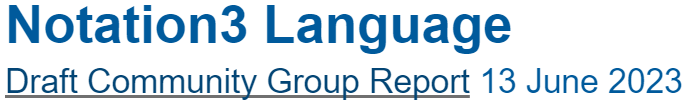 Notation3 Language
Draft Community Group Report 13 June 2023